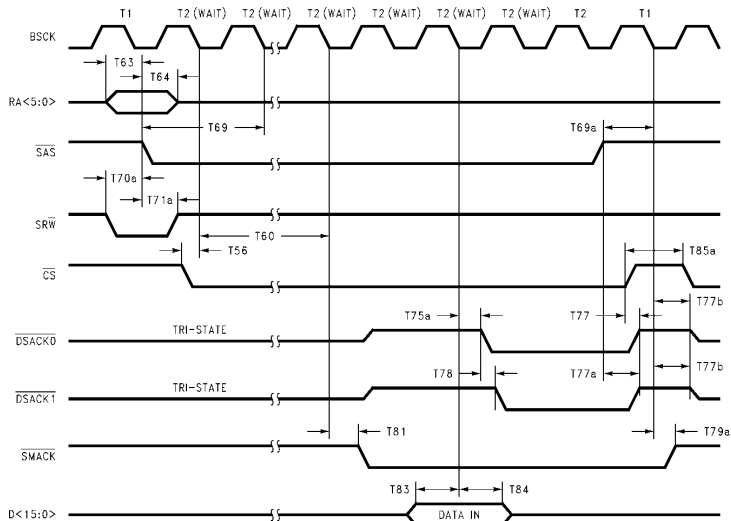 T1 T2 (WAIT) T2 (WAIT) T2 (WAIT) T2 (WAIT) T2 (WAIT) T2 (WAIT) T2 T1
BSCK
T63
T64
RA<5:0>
T69 T69a
SAS
T70a
T71a
SRW
T60
T56 T85a
CS
T77b
T75a T77
DSACK0 TRI-STATE
T77b
T78 T77a
DSACK1 TRI-STATE
T81 T79a
SMACK
T83 T84
D<15:0> DATA IN